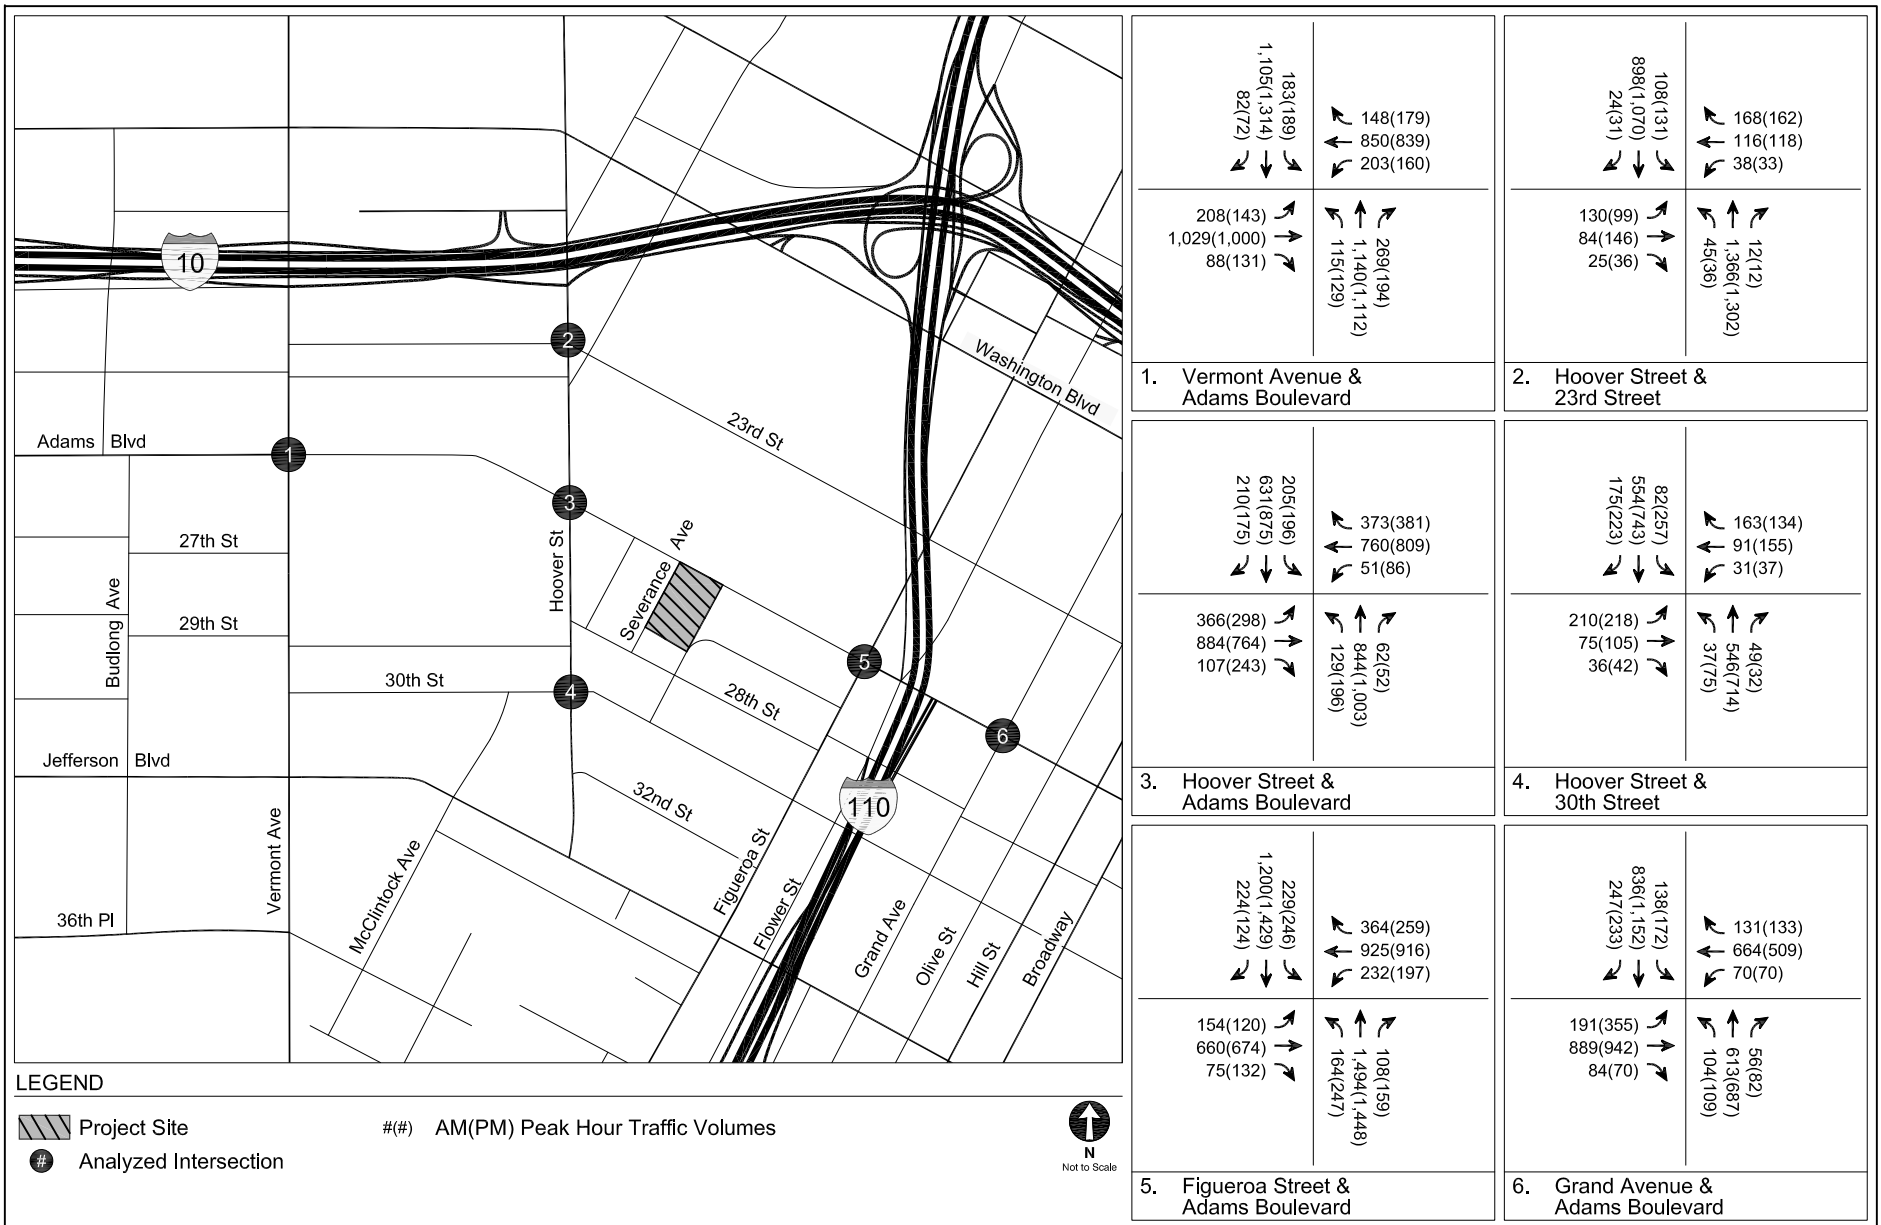 10
2
Washington Blvd
23rd St
Adams Blvd
1
3
27th St
Hoover St
Severance Ave
Budlong Ave
29th St
5
30th St
4
28th St
6
Jefferson Blvd
110
32nd St
Vermont Ave
McClintock Ave
Figueroa St
Flower St
Grand Ave
Olive St
Hill St
Broadway
36th Pl
LEGEND
Project Site
#(#) AM(PM) Peak Hour Traffic Volumes
# Analyzed Intersection
N
Not to Scale
82(72)
1,105(1,314)
183(189)
148(179)
850(839)
203(160)
208(143)
1,029(1,000)
88(131)
115(129)
1,140(1,112)
269(194)
1. Vermont Avenue &
Adams Boulevard
24(31)
898(1,070)
108(131)
168(162)
116(118)
38(33)
130(99)
84(146)
25(36)
45(36)
1,366(1,302)
12(12)
2. Hoover Street &
23rd Street
210(175)
631(875)
205(196)
373(381)
760(809)
51(86)
366(298)
884(764)
107(243)
129(196)
844(1,003)
62(52)
3. Hoover Street &
Adams Boulevard
175(223)
554(743)
82(257)
163(134)
91(155)
31(37)
210(218)
75(105)
36(42)
37(75)
546(714)
49(32)
4. Hoover Street &
30th Street
224(124)
1,200(1,429)
229(246)
364(259)
925(916)
232(197)
154(120)
660(674)
75(132)
164(247)
1,494(1,448)
108(159)
5. Figueroa Street &
Adams Boulevard
247(233)
836(1,152)
138(172)
131(133)
664(509)
70(70)
191(355)
889(942)
84(70)
104(109)
613(687)
56(82)
6. Grand Avenue &
Adams Boulevard